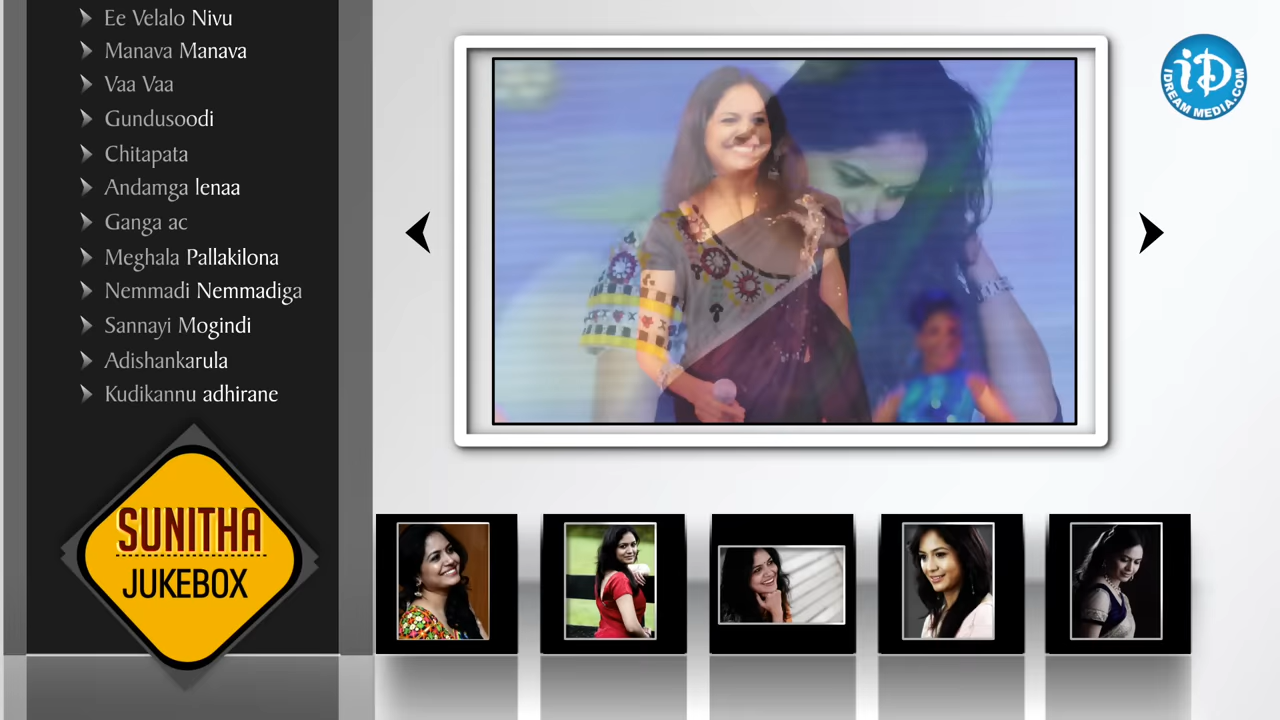 Ee Velalo Nivu
Manava Manava
Vaa Vaa
Gundusoodi
Chitapata
Andamga lenaa
Ganga ac
Meghala Pallakilona
Nemmadi Nemmadiga
Sannayi Mogindi
Adishankarula
Kudikannu adhirane
SUNITHA
JUKEBOX
iD
IDREAM MEDIA.COM